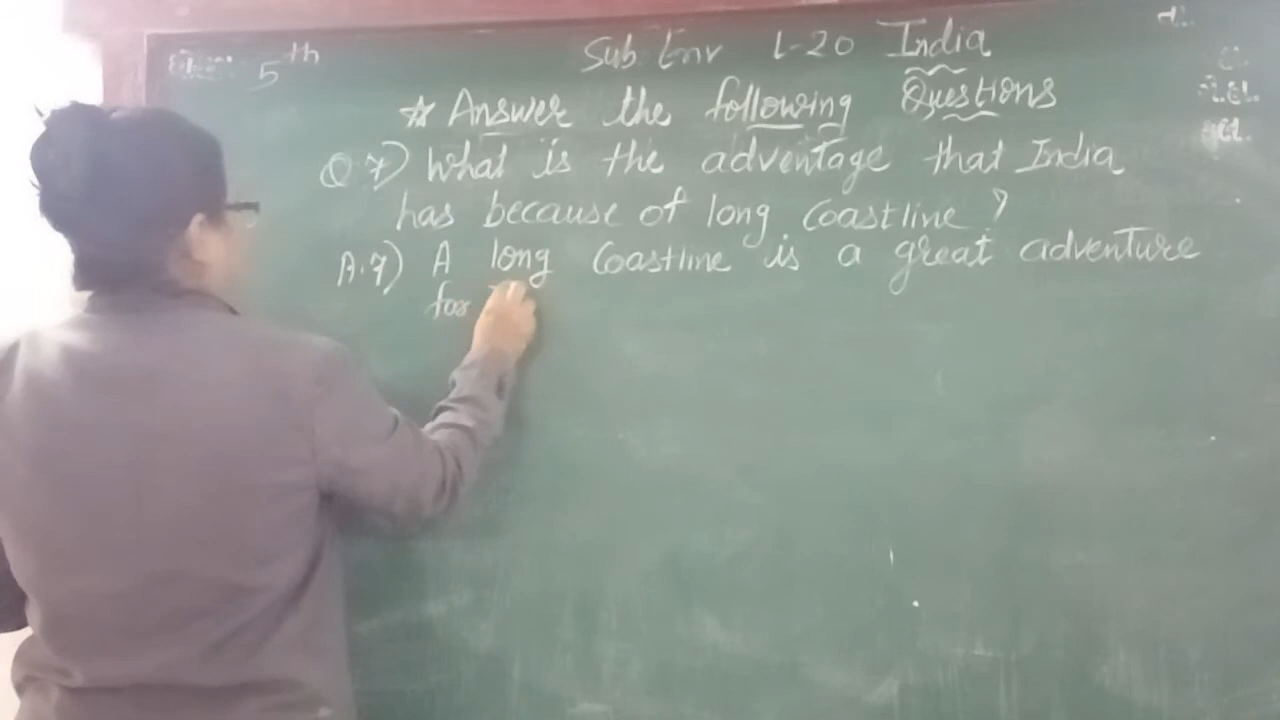 5th
Sub Env L-20 India
☆ Answer the following Questions
Q 7) What is the adventage that India
has because of long coastline?
A.7) A long Coastline is a great adventure
for